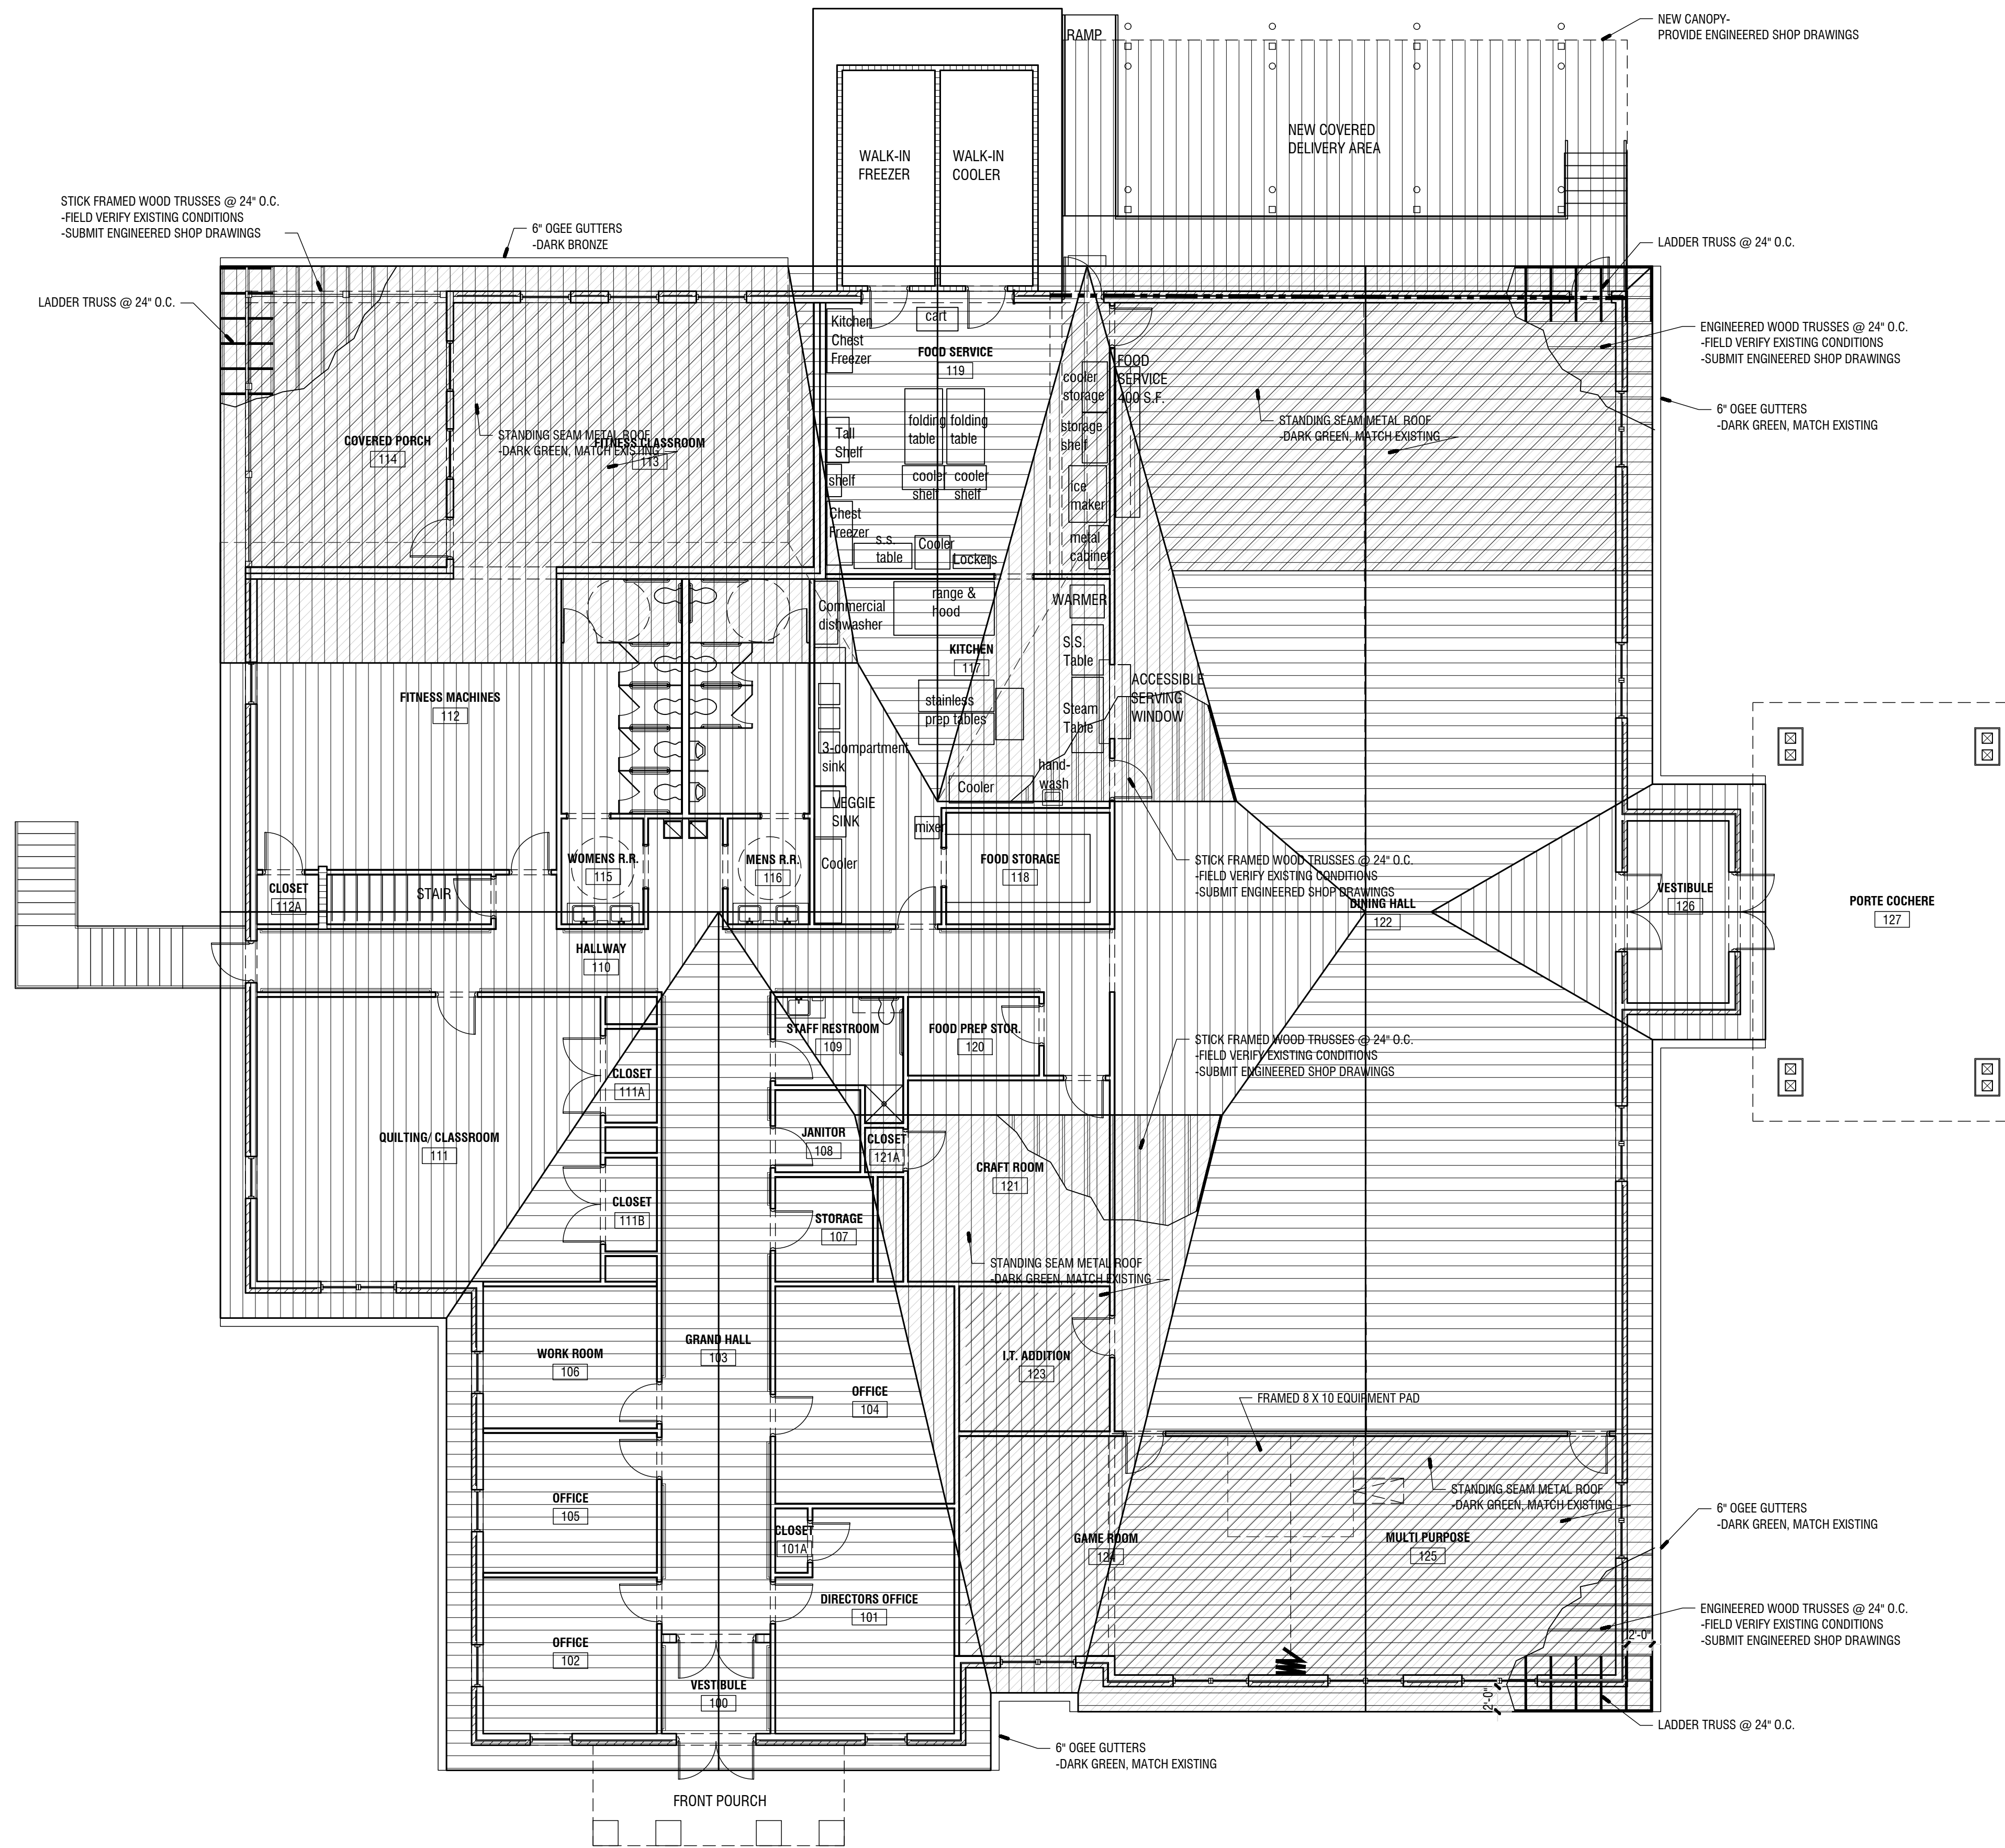 NEW CANOPY-
PROVIDE ENGINEERED SHOP DRAWINGS
RAMP
NEW COVERED
DELIVERY AREA
WALK-IN
FREEZER
WALK-IN
COOLER
STICK FRAMED WOOD TRUSSES @ 24" O.C.
-FIELD VERIFY EXISTING CONDITIONS
-SUBMIT ENGINEERED SHOP DRAWINGS
6" OGEE GUTTERS
-DARK BRONZE
LADDER TRUSS @ 24" O.C.
LADDER TRUSS @ 24" O.C.
ENGINEERED WOOD TRUSSES @ 24" O.C.
-FIELD VERIFY EXISTING CONDITIONS
-SUBMIT ENGINEERED SHOP DRAWINGS
6" OGEE GUTTERS
-DARK GREEN, MATCH EXISTING
Kitchen
Chest
Freezer
cart
FOOD SERVICE
119
cooler
storage
FOOD
SERVICE
400 S.F.
storage
shelf
folding
table
folding
table
Tall
Shelf
shelf
cooler
shelf
cooler
shelf
ice
maker
Chest
Freezer
s.s.
table
Cooler
Lockers
metal
cabinet
STANDING SEAM METAL ROOF
-DARK GREEN, MATCH EXISTING
COVERED PORCH
114
STANDING SEAM METAL ROOF
-DARK GREEN, MATCH EXISTING
FITNESS CLASSROOM
113
Commercial
dishwasher
range &
hood
WARMER
KITCHEN
117
S.S.
Table
stainless
prep tables
Steam
Table
ACCESSIBLE
SERVING
WINDOW
3-compartment
sink
hand-
wash
Cooler
VEGGIE
SINK
mixer
Cooler
FITNESS MACHINES
112
WOMENS R.R.
115
MENS R.R.
116
FOOD STORAGE
118
STICK FRAMED WOOD TRUSSES @ 24" O.C.
-FIELD VERIFY EXISTING CONDITIONS
-SUBMIT ENGINEERED SHOP DRAWINGS
DINING HALL
122
VESTIBULE
126
PORTE COCHERE
127
CLOSET
112A
STAIR
HALLWAY
110
STAFF RESTROOM
109
FOOD PREP STOR.
120
STICK FRAMED WOOD TRUSSES @ 24" O.C.
-FIELD VERIFY EXISTING CONDITIONS
-SUBMIT ENGINEERED SHOP DRAWINGS
CLOSET
111A
QUILTING/ CLASSROOM
111
JANITOR
108
CLOSET
121A
CRAFT ROOM
121
CLOSET
111B
STORAGE
107
STANDING SEAM METAL ROOF
-DARK GREEN, MATCH EXISTING
GRAND HALL
103
WORK ROOM
106
I.T. ADDITION
123
OFFICE
104
FRAMED 8 X 10 EQUIPMENT PAD
STANDING SEAM METAL ROOF
-DARK GREEN, MATCH EXISTING
OFFICE
105
CLOSET
101A
GAME ROOM
124
MULTI PURPOSE
125
6" OGEE GUTTERS
-DARK GREEN, MATCH EXISTING
DIRECTORS OFFICE
101
ENGINEERED WOOD TRUSSES @ 24" O.C.
-FIELD VERIFY EXISTING CONDITIONS
-SUBMIT ENGINEERED SHOP DRAWINGS
2'-0"
OFFICE
102
VESTIBULE
100
2'-0"
LADDER TRUSS @ 24" O.C.
6" OGEE GUTTERS
-DARK GREEN, MATCH EXISTING
FRONT POURCH